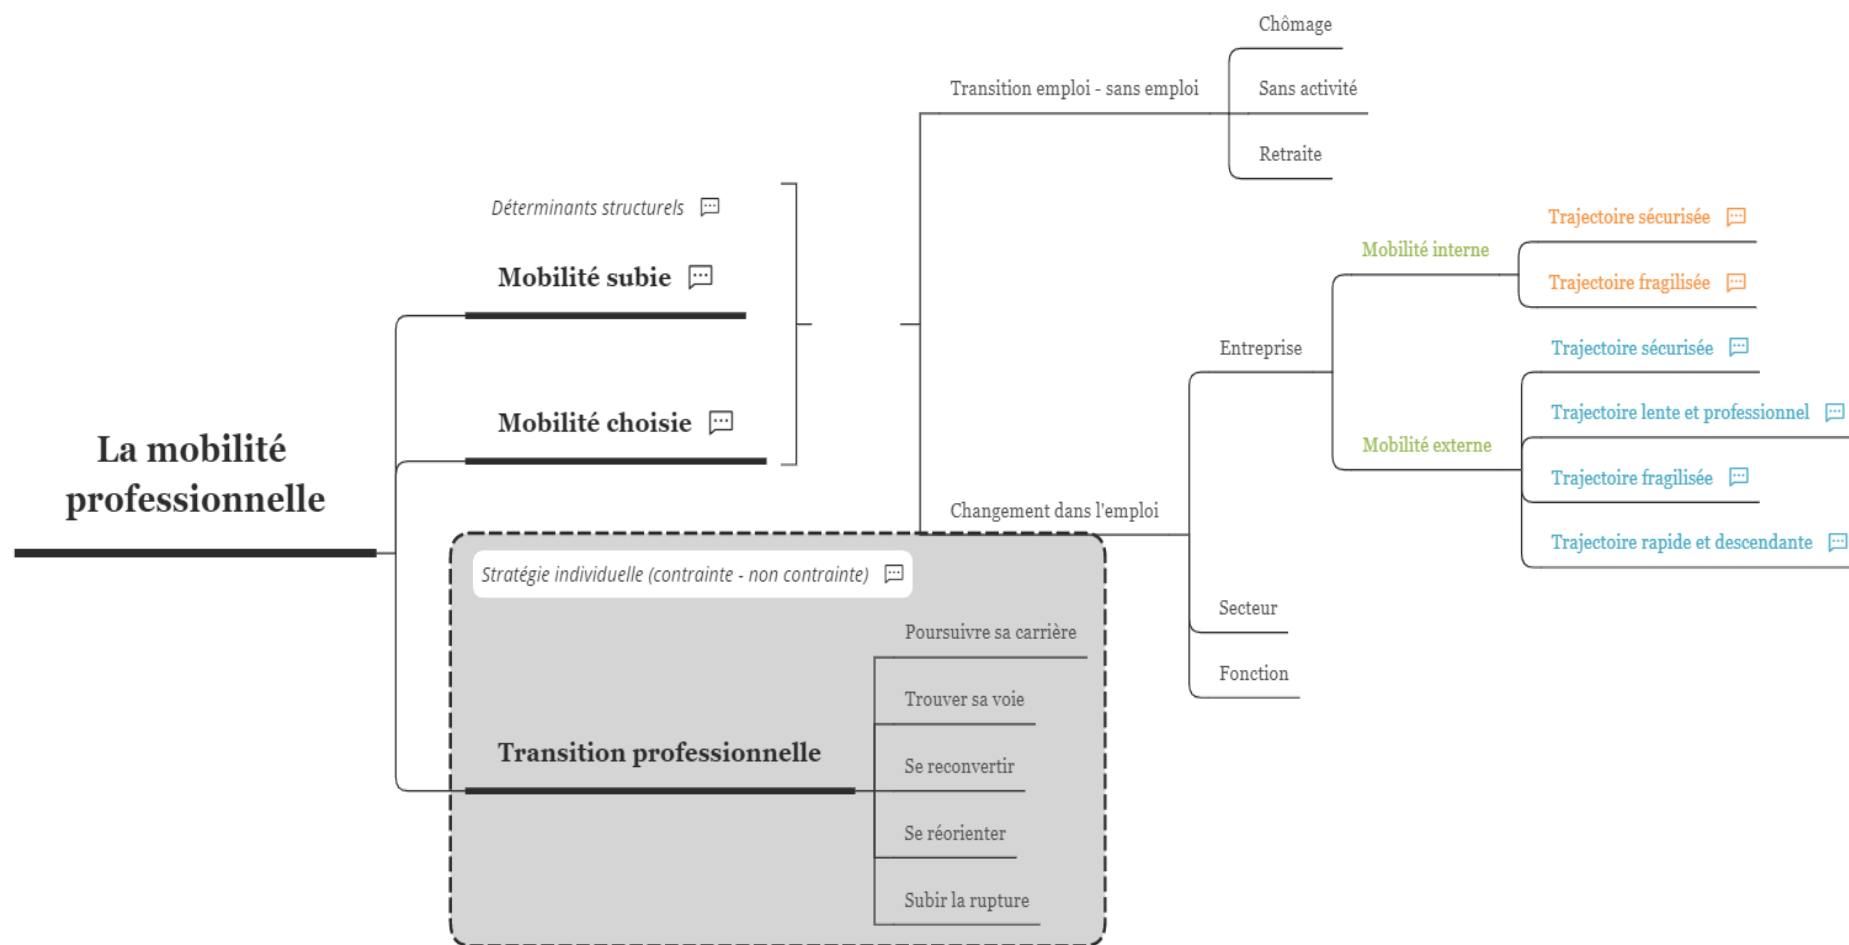 La mobilité
professionnelle
Déterminants structurels
Mobilité subie
Mobilité choisie
Transition emploi - sans emploi
Chômage
Sans activité
Retraite
Changement dans l'emploi
Entreprise
Mobilité interne
Trajectoire sécurisée
Trajectoire fragilisée
Mobilité externe
Trajectoire sécurisée
Trajectoire lente et professionnel
Trajectoire fragilisée
Trajectoire rapide et descendante
Secteur
Fonction
Stratégie individuelle (contrainte - non contrainte)
Transition professionnelle
Poursuivre sa carrière
Trouver sa voie
Se reconvertir
Se réorienter
Subir la rupture